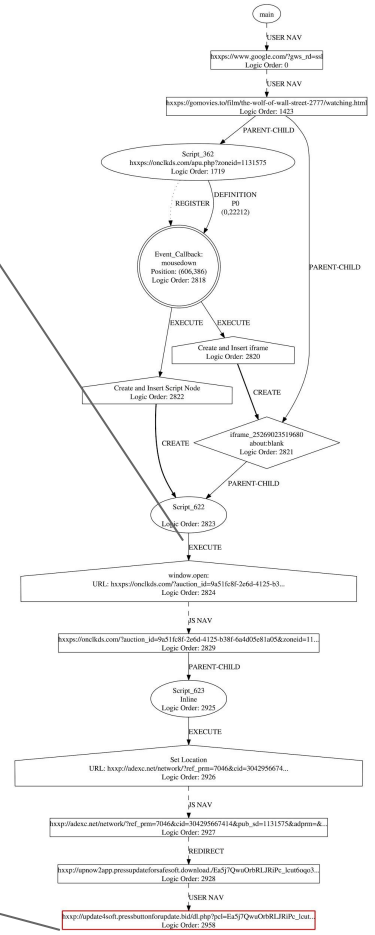 main
USER NAV
hxxps://www.google.com/?gws_rd=ssl
Logic Order: 0
USER NAV
hxxps://gomovies.to/film/the-wolf-of-wall-street-2777/watching.html
Logic Order: 1423
PARENT-CHILD
Script_362
hxxps://onclkds.com/apu.php?zoneid=1131575
Logic Order: 1719
REGISTER
DEFINITION
P0
(0,22212)
PARENT-CHILD
Event_Callback:
mousedown
Position: (606,386)
Logic Order: 2818
EXECUTE
EXECUTE
Create and Insert iframe
Logic Order: 2820
Create and Insert Script Node
Logic Order: 2822
CREATE
CREATE
iframe_25269023519680
about:blank
Logic Order: 2821
PARENT-CHILD
Script_622
Logic Order: 2823
EXECUTE
window.open:
URL: hxxps://onclkds.com/?auction_id=9a51fc8f-2e6d-4125-b3...
Logic Order: 2824
JS NAV
hxxps://onclkds.com/?auction_id=9a51fc8f-2e6d-4125-b38f-6a4d05e81a05&zoneid=11...
Logic Order: 2829
PARENT-CHILD
Script_623
Inline
Logic Order: 2925
EXECUTE
Set Location
URL: hxxp://adexc.net/network/?ref_prm=7046&cid=3042956674...
Logic Order: 2926
JS NAV
hxxp://adexc.net/network/?ref_prm=7046&cid=304295667414&pub_sd=1131575&adprm=&...
Logic Order: 2927
REDIRECT
hxxp://upnow2app.pressupdateforsafesoft.download./Ea5j7QwuOrbRLJRiPc_lcut6oqo3...
Logic Order: 2928
USER NAV
hxxp://update4soft.pressbuttonforupdate.bid/dl.php?pcl=Ea5j7QwuOrbRLJRiPc_lcut...
Logic Order: 2958